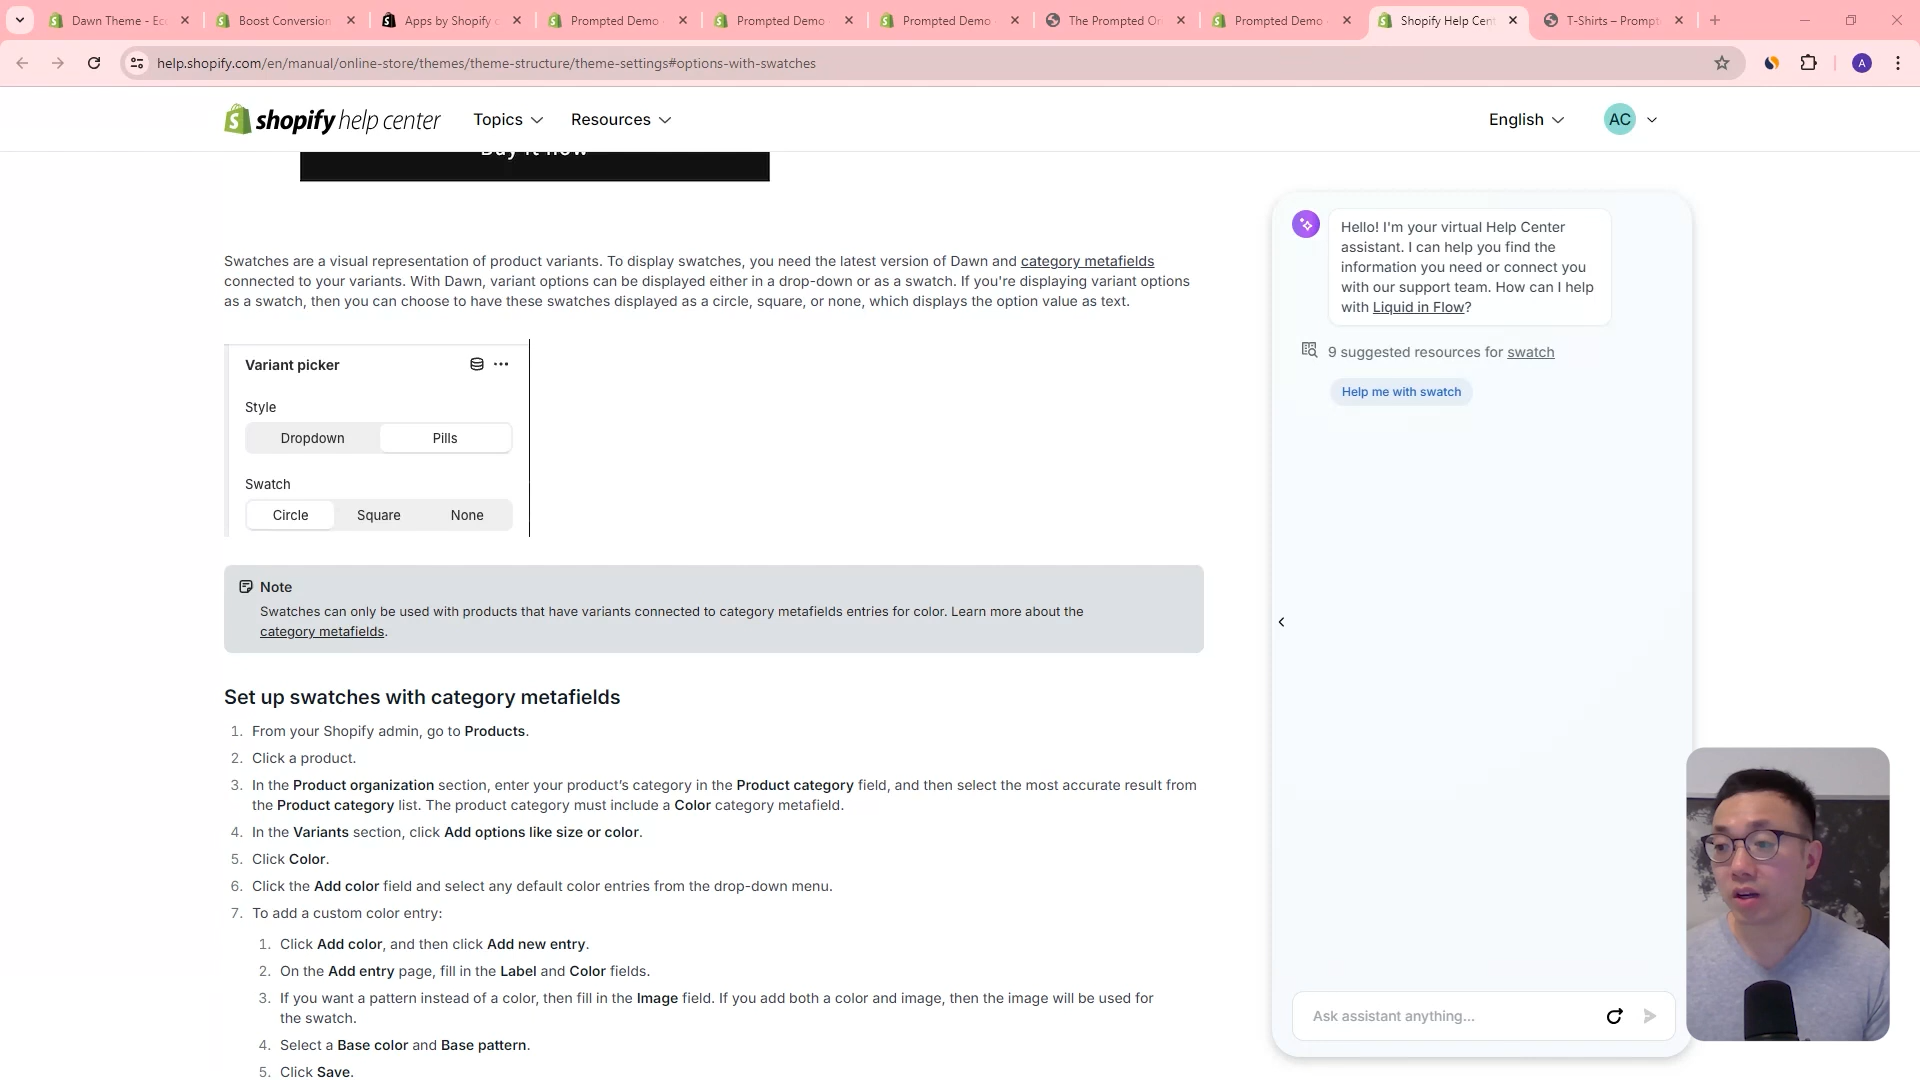 Dawn Theme - Ec
Boost Conversion
Apps by Shopify
Prompted Demo
Prompted Demo
Prompted Demo
The Prompted Or
Prompted Demo
Shopify Help Cent
T-Shirts – Prompt
help.shopify.com/en/manual/online-store/themes/theme-structure/theme-settings#options-with-swatches
A
shopify help center
Topics
Resources
English
AC
Buy it now
Swatches are a visual representation of product variants. To display swatches, you need the latest version of Dawn and category metafields
connected to your variants. With Dawn, variant options can be displayed either in a drop-down or as a swatch. If you're displaying variant options
as a swatch, then you can choose to have these swatches displayed as a circle, square, or none, which displays the option value as text.
Variant picker
Style
Dropdown
Pills
Swatch
Circle
Square
None
Note
Swatches can only be used with products that have variants connected to category metafields entries for color. Learn more about the
category metafields.
Set up swatches with category metafields
1. From your Shopify admin, go to Products.
2. Click a product.
3. In the Product organization section, enter your product's category in the Product category field, and then select the most accurate result from
the Product category list. The product category must include a Color category metafield.
4. In the Variants section, click Add options like size or color.
5. Click Color.
6. Click the Add color field and select any default color entries from the drop-down menu.
7. To add a custom color entry:
1. Click Add color, and then click Add new entry.
2. On the Add entry page, fill in the Label and Color fields.
3. If you want a pattern instead of a color, then fill in the Image field. If you add both a color and image, then the image will be used for
the swatch.
4. Select a Base color and Base pattern.
5. Click Save.
Hello! I'm your virtual Help Center
assistant. I can help you find the
information you need or connect you
with our support team. How can I help
with Liquid in Flow?
9 suggested resources for swatch
Help me with swatch
Ask assistant anything...